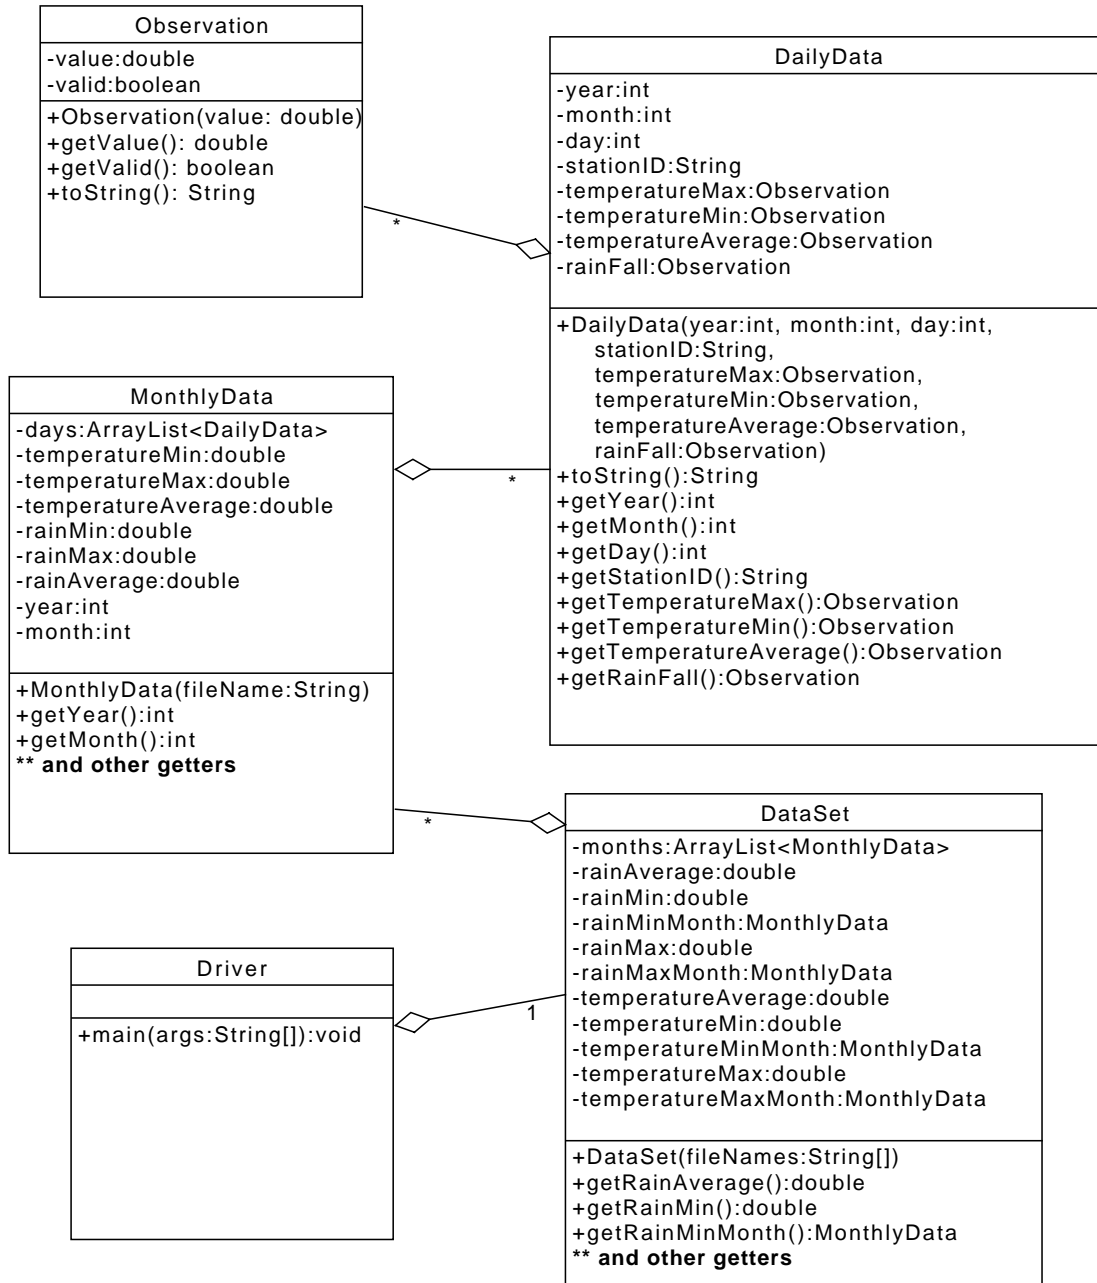 Observation
-value:double
-valid:boolean
+Observation(value: double)
+getValue(): double
+getValid(): boolean
+toString(): String
*
DailyData
-year:int
-month:int
-day:int
-stationID:String
-temperatureMax:Observation
-temperatureMin:Observation
-temperatureAverage:Observation
-rainFall:Observation
+DailyData(year:int, month:int, day:int,
stationID:String,
temperatureMax:Observation,
temperatureMin:Observation,
temperatureAverage:Observation,
rainFall:Observation)
+toString():String
+getYear():int
+getMonth():int
+getDay():int
+getStationID():String
+getTemperatureMax():Observation
+getTemperatureMin():Observation
+getTemperatureAverage():Observation
+getRainFall():Observation
MonthlyData
-days:ArrayList<DailyData>
-temperatureMin:double
-temperatureMax:double
-temperatureAverage:double
-rainMin:double
-rainMax:double
-rainAverage:double
-year:int
-month:int
+MonthlyData(fileName:String)
+getYear():int
+getMonth():int
** and other getters
*
*
DataSet
-months:ArrayList<MonthlyData>
-rainAverage:double
-rainMin:double
-rainMinMonth:MonthlyData
-rainMax:double
-rainMaxMonth:MonthlyData
-temperatureAverage:double
-temperatureMin:double
-temperatureMinMonth:MonthlyData
-temperatureMax:double
-temperatureMaxMonth:MonthlyData
+DataSet(fileNames:String[])
+getRainAverage():double
+getRainMin():double
+getRainMinMonth():MonthlyData
** and other getters
Driver
+main(args:String[]):void
1